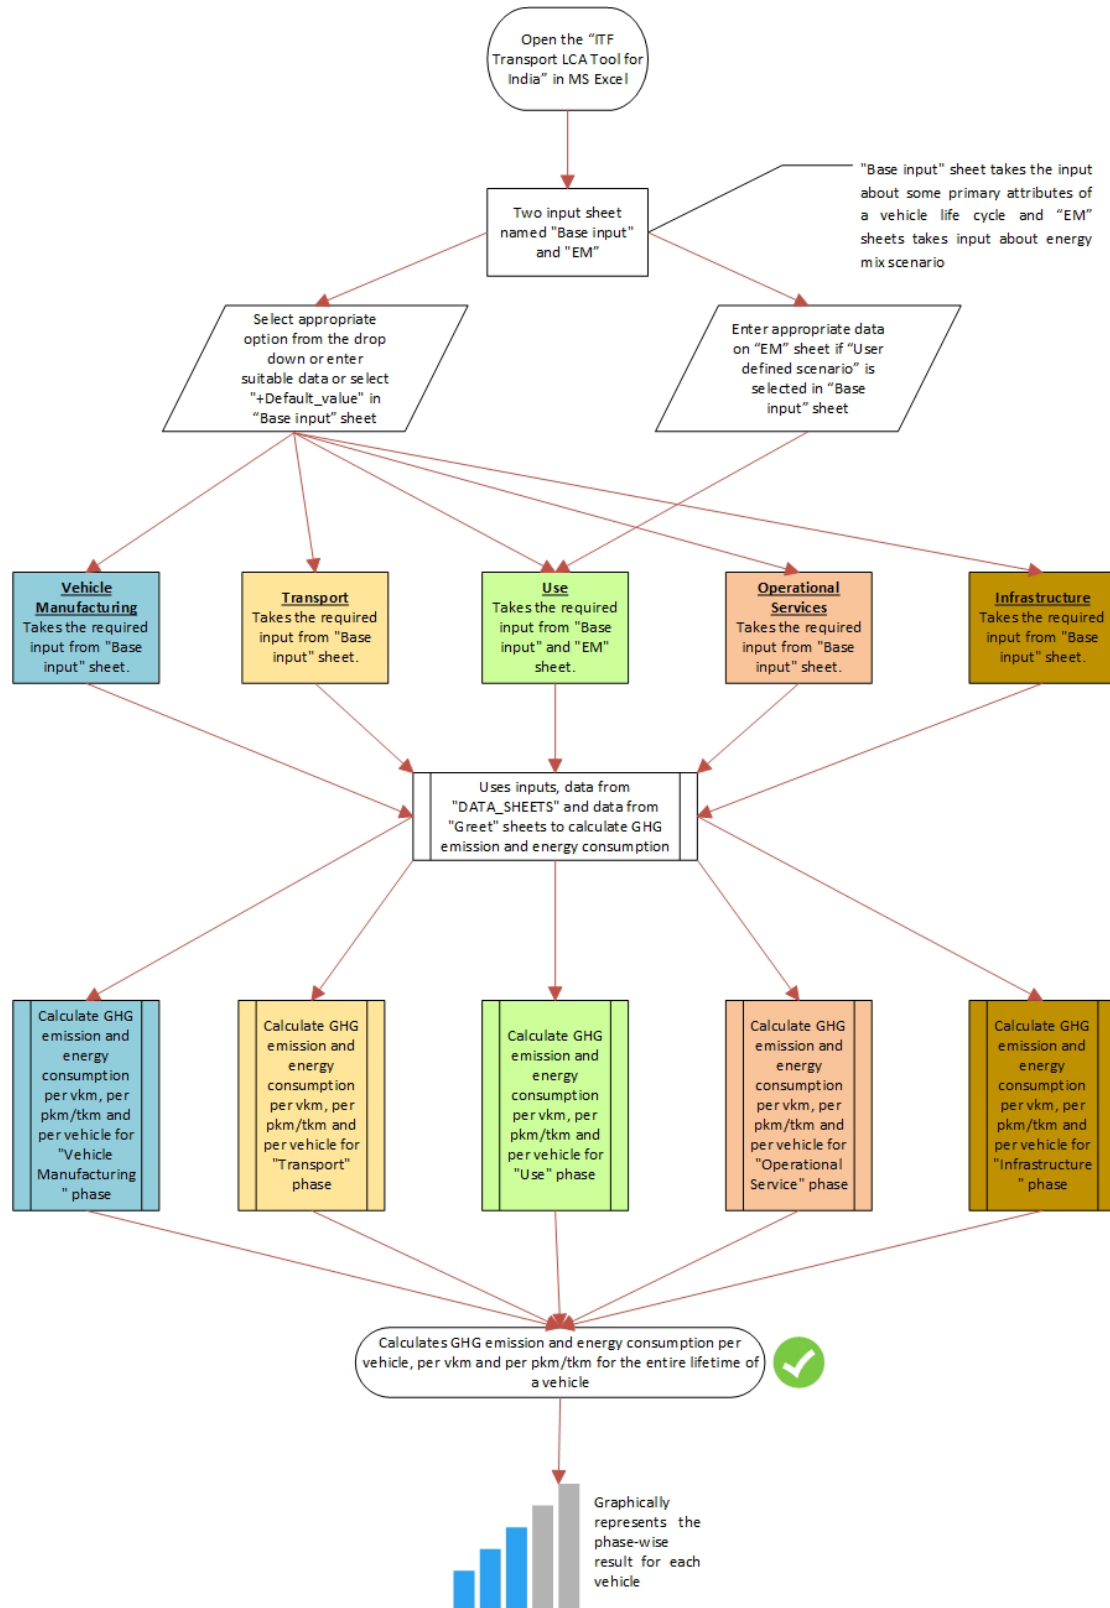 Open the “ITF
Transport LCA Tool for
India” in MS Excel
Two input sheet
named "Base input"
and "EM”
"Base input" sheet takes the input
about some primary attributes of
a vehicle life cycle and “EM”
sheets takes input about energy
mix scenario
Select appropriate
option from the drop
down or enter
suitable data or select
"+Default_value" in
“Base input” sheet
Enter appropriate data
on “EM” sheet if “User
defined scenario” is
selected in “Base
input” sheet
Vehicle
Manufacturing
Takes the required
input from "Base
input" sheet.
Transport
Takes the required
input from "Base
input" sheet.
Use
Takes the required
input from "Base
input" and "EM"
sheet.
Operational
Services
Takes the required
input from "Base
input" sheet.
Infrastructure
Takes the required
input from "Base
input" sheet.
Uses inputs, data from
"DATA_SHEETS" and data from
"Greet" sheets to calculate GHG
emission and energy consumption
Calculate GHG
emission and
energy
consumption
per vkm, per
pkm/tkm and
per vehicle for
"Vehicle
Manufacturing
" phase
Calculate GHG
emission and
energy
consumption
per vkm, per
pkm/tkm and
per vehicle for
"Transport"
phase
Calculate GHG
emission and
energy
consumption
per vkm, per
pkm/tkm and
per vehicle for
"Use" phase
Calculate GHG
emission and
energy
consumption
per vkm, per
pkm/tkm and
per vehicle for
"Operational
Service" phase
Calculate GHG
emission and
energy
consumption
per vkm, per
pkm/tkm and
per vehicle for
"Infrastructure
" phase
Calculates GHG emission and energy consumption per
vehicle, per vkm and per pkm/tkm for the entire lifetime of
a vehicle
Graphically
represents the
phase-wise
result for each
vehicle